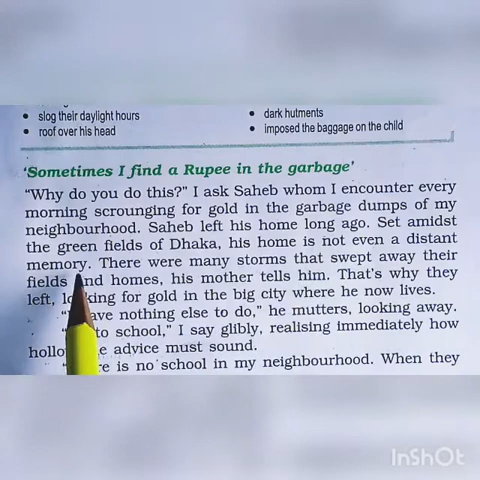 • slog their daylight hours
• roof over his head
• dark hutments
• imposed the baggage on the child
'Sometimes I find a Rupee in the garbage'
"Why do you do this?" I ask Saheb whom I encounter every
morning scrounging for gold in the garbage dumps of my
neighbourhood. Saheb left his home long ago. Set amidst
the green fields of Dhaka, his home is not even a distant
memory. There were many storms that swept away their
fields and homes, his mother tells him. That's why they
left, looking for gold in the big city where he now lives.
nothing else to do," he mutters, looking away.
to school," I say glibly, realising immediately how
advice must sound.
is no school in my neighbourhood. When they
InShOt